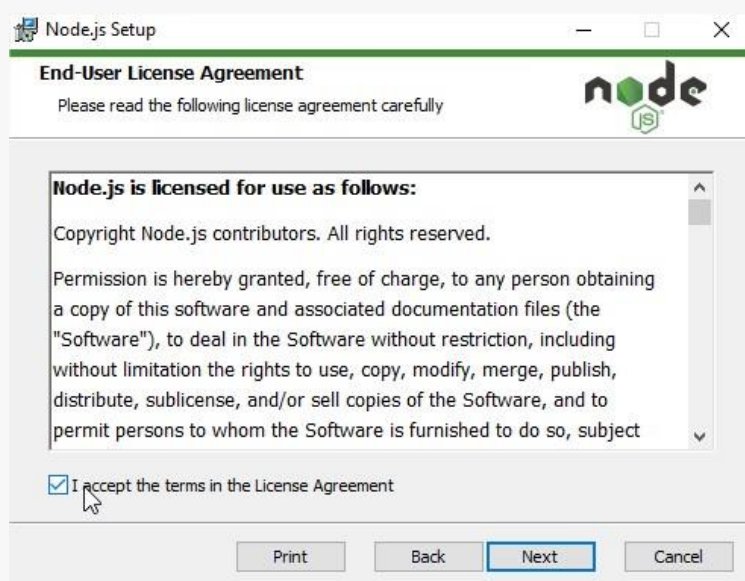 Node.js Setup
End-User License Agreement
Please read the following license agreement carefully
node
JS
Node.js is licensed for use as follows:
Copyright Node.js contributors. All rights reserved.
Permission is hereby granted, free of charge, to any person obtaining
a copy of this software and associated documentation files (the
"Software"), to deal in the Software without restriction, including
without limitation the rights to use, copy, modify, merge, publish,
distribute, sublicense, and/or sell copies of the Software, and to
permit persons to whom the Software is furnished to do so, subject
I accept the terms in the License Agreement
Print Back Next Cancel